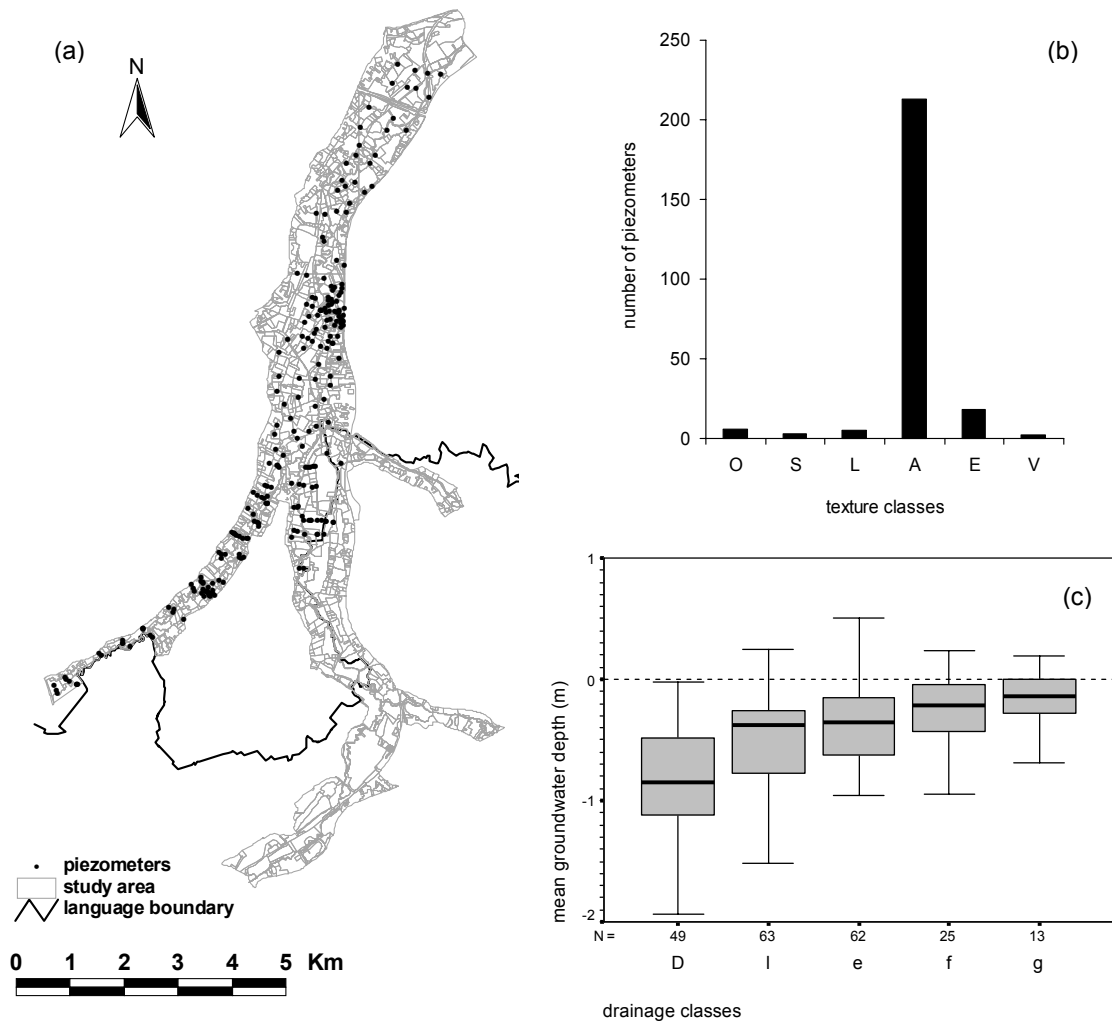 (a)
N
piezometers
study area
language boundary
0 1 2 3 4 5 Km
(b)
250
200
150
100
50
0
number of piezometers
O S L A E V
texture classes
(c)
1
0
-1
-2
mean groundwater depth (m)
N = 49 63 62 25 13
D I e f g
drainage classes